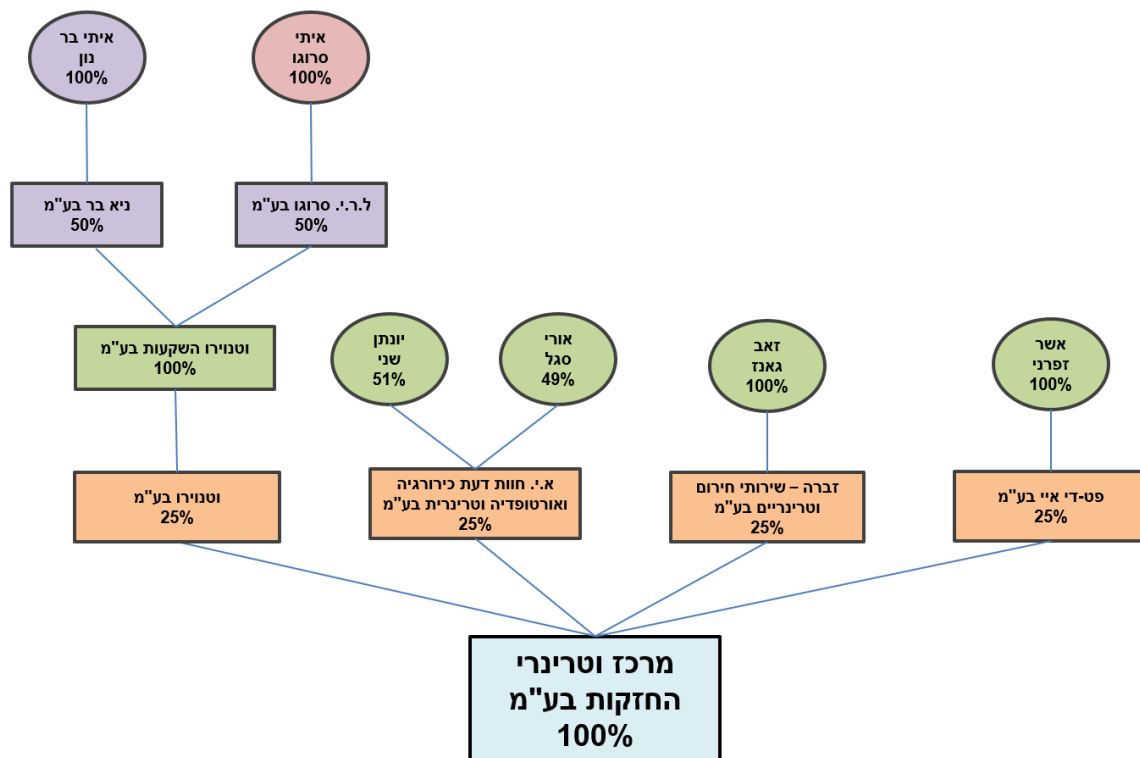 איתי בר
נון
100%
איתי
סרוגו
100%
ניא בר בע"מ
50%
ל.ר.י. סרוגו בע"מ
50%
וטנוירו השקעות בע"מ
100%
יונתן
שני
51%
אורי
סגל
49%
זאב
גאנז
100%
אשר
זפרני
100%
וטנוירו בע"מ
25%
א.י. חוות דעת כירורגיה
ואורטופדיה וטרינרית בע"מ
25%
זברה – שירותי חירום
וטרינריים בע"מ
25%
פט-די איי בע"מ
25%
מרכז וטרינרי
החזקות בע"מ
100%